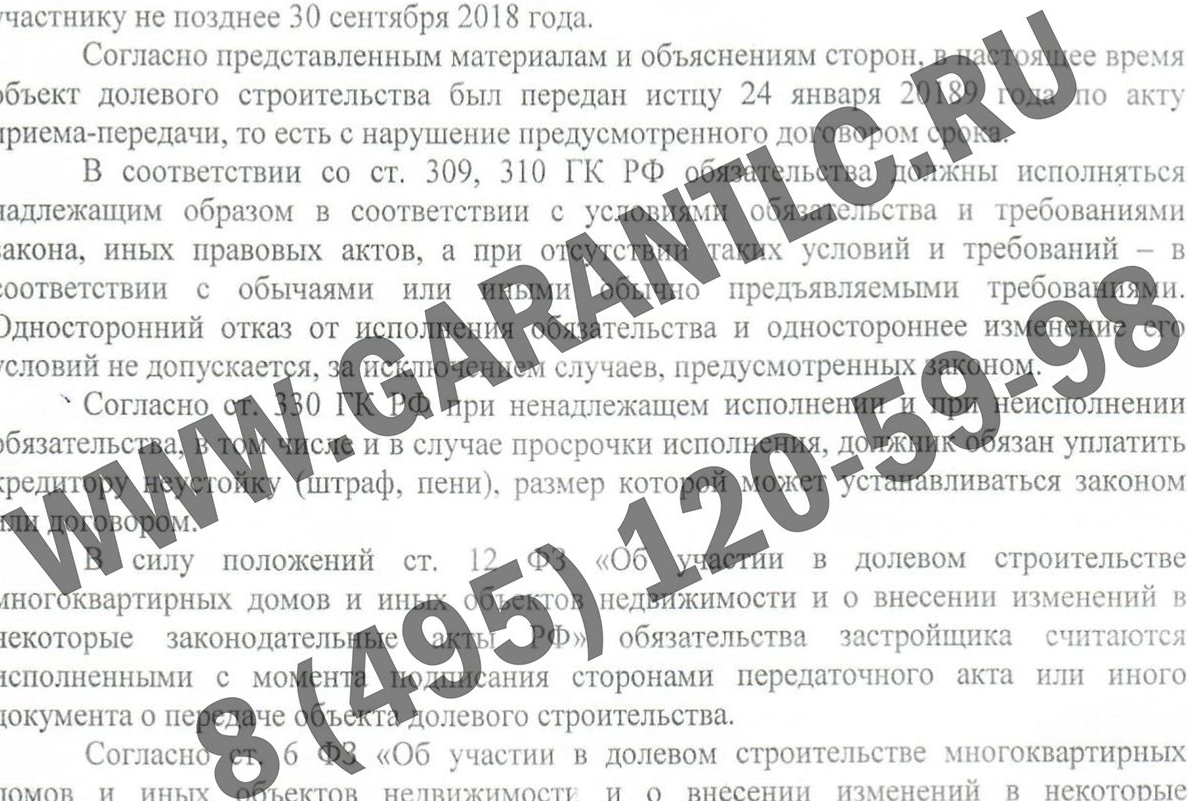 участнику не позднее 30 сентября 2018 года.
Согласно представленным материалам и объяснениям сторон, в настоящее время
объект долевого строительства был передан истцу 24 января 20189 года по акту
приема-передачи, то есть с нарушение предусмотренного договором срока.
В соответствии со ст. 309, 310 ГК РФ обязательства должны исполняться
надлежащим образом в соответствии с условиями обязательства и требованиями
закона, иных правовых актов, а при отсутствии таких условий и требований – в
соответствии с обычаями или иными обычно предъявляемыми требованиями.
Односторонний отказ от исполнения обязательства и одностороннее изменение его
условий не допускается, за исключением случаев, предусмотренных законом.
Согласно ст. 330 ГК РФ при ненадлежащем исполнении и при неисполнении
обязательства, в том числе и в случае просрочки исполнения, должник обязан уплатить
кредитору неустойку (штраф, пени), размер которой может устанавливаться законом
или договором.
В силу положений ст. 12 ФЗ «Об участии в долевом строительстве
многоквартирных домов и иных объектов недвижимости и о внесении изменений в
некоторые законодательные акты РФ» обязательства застройщика считаются
исполненными с момента подписания сторонами передаточного акта или иного
документа о передаче объекта долевого строительства.
Согласно ст. 6 ФЗ «Об участии в долевом строительстве многоквартирных
домов и иных объектов недвижимости и о внесении изменений в некоторые
WWW.GARANTLC.RU
8 (495) 120-59-98